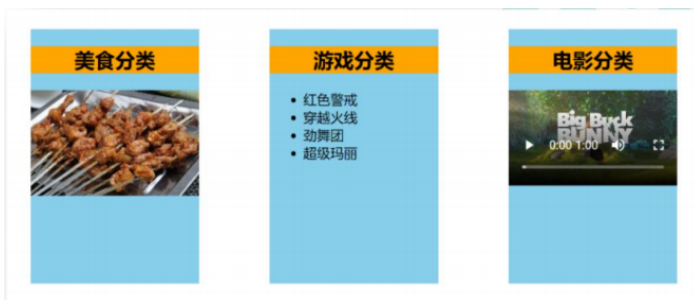 美食分类
游戏分类
红色警戒
穿越火线
劲舞团
超级玛丽
电影分类
Big Buck
BUNNY
0:00 1:00